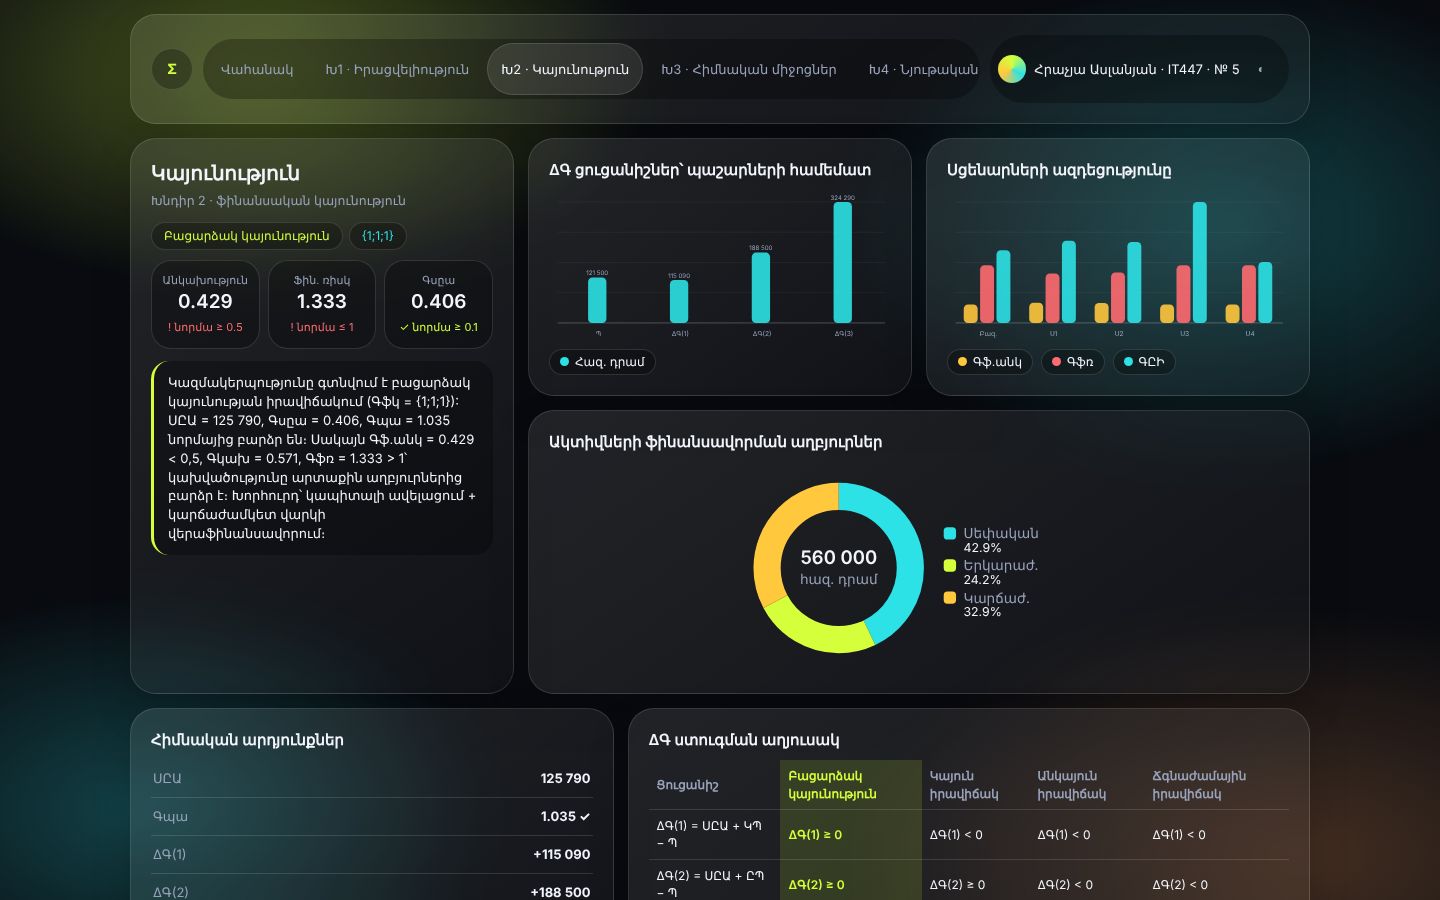 Σ
Վահանակ
Խ1 · Իրացվելիություն
Խ2 · Կայունություն
Խ3 · Հիմնական միջոցներ
Խ4 · Նյութական
Հրաչյա Ասլանյան · IT447 · № 5
Կայունություն
Խնդիր 2 · ֆինանսական կայունություն
Բացարձակ կայունություն
{1;1;1}
Անկախություն
0.429
! նորմա ≥ 0.5
Ֆին. ռիսկ
1.333
! նորմա ≤ 1
Գսըա
0.406
✓ նորմա ≥ 0.1
Կազմակերպությունը գտնվում է բացարձակ
կայունության իրավիճակում (Գֆկ = {1;1;1}):
ՍԸԱ = 125 790, Գսըա = 0.406, Գպա = 1.035
նորմայից բարձր են։ Սակայն Գֆ.անկ = 0.429
< 0,5, Գկախ = 0.571, Գֆռ = 1.333 > 1՝
կախվածությունը արտաքին աղբյուրներից
բարձր է։ Խորհուրդ՝ կապիտալի ավելացում +
կարճաժամկետ վարկի
վերաֆինանսավորում։
ΔԳ ցուցանիշներ՝ պաշարների համեմատ
121 500
115 090
188 500
324 290
Պ
ΔԳ(1)
ΔԳ(2)
ΔԳ(3)
Հազ. դրամ
Սցենարների ազդեցությունը
Բազ.
Ս1
Ս2
Ս3
Ս4
Գֆ.անկ
Գֆռ
ԳԸԻ
Ակտիվների ֆինանսավորման աղբյուրներ
560 000
հազ. դրամ
Սեփական
42.9%
Երկարաժ.
24.2%
Կարճաժ.
32.9%
Հիմնական արդյունքներ
ՍԸԱ 125 790
Գպա 1.035 ✓
ΔԳ(1) +115 090
ΔԳ(2) +188 500
ΔԳ ստուգման աղյուսակ
Ցուցանիշ
Բացարձակ
կայունություն
Կայուն
իրավիճակ
Անկայուն
իրավիճակ
Ճգնաժամային
իրավիճակ
ΔԳ(1) = ՍԸԱ + ԿՊ
− Պ
ΔԳ(1) ≥ 0
ΔԳ(1) < 0
ΔԳ(1) < 0
ΔԳ(1) < 0
ΔԳ(2) = ՍԸԱ + ԸՊ
− Պ
ΔԳ(2) ≥ 0
ΔԳ(2) ≥ 0
ΔԳ(2) < 0
ΔԳ(2) < 0